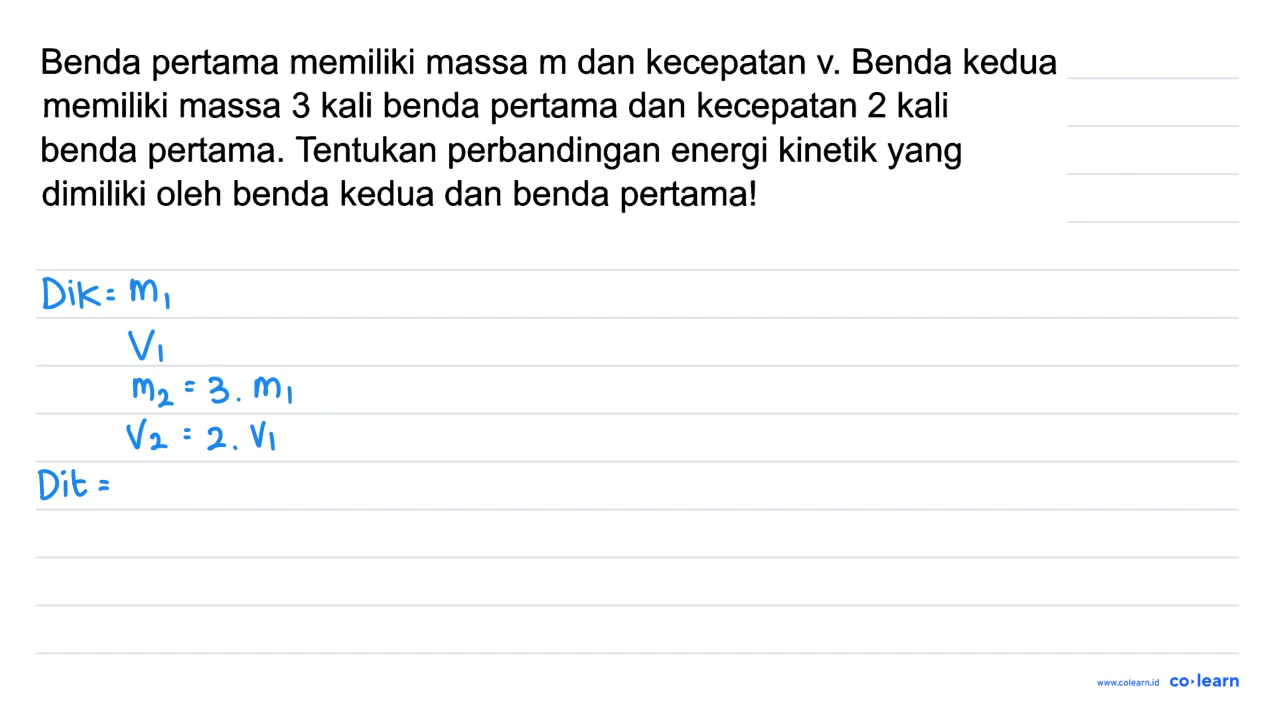 Benda pertama memiliki massa m dan kecepatan v. Benda kedua
memiliki massa 3 kali benda pertama dan kecepatan 2 kali
benda pertama. Tentukan perbandingan energi kinetik yang
dimiliki oleh benda kedua dan benda pertama!
Dik = m₁
V₁
m₂ = 3 . m₁
V₂ = 2 . V₁
Dit =
www.colearn.id co·learn